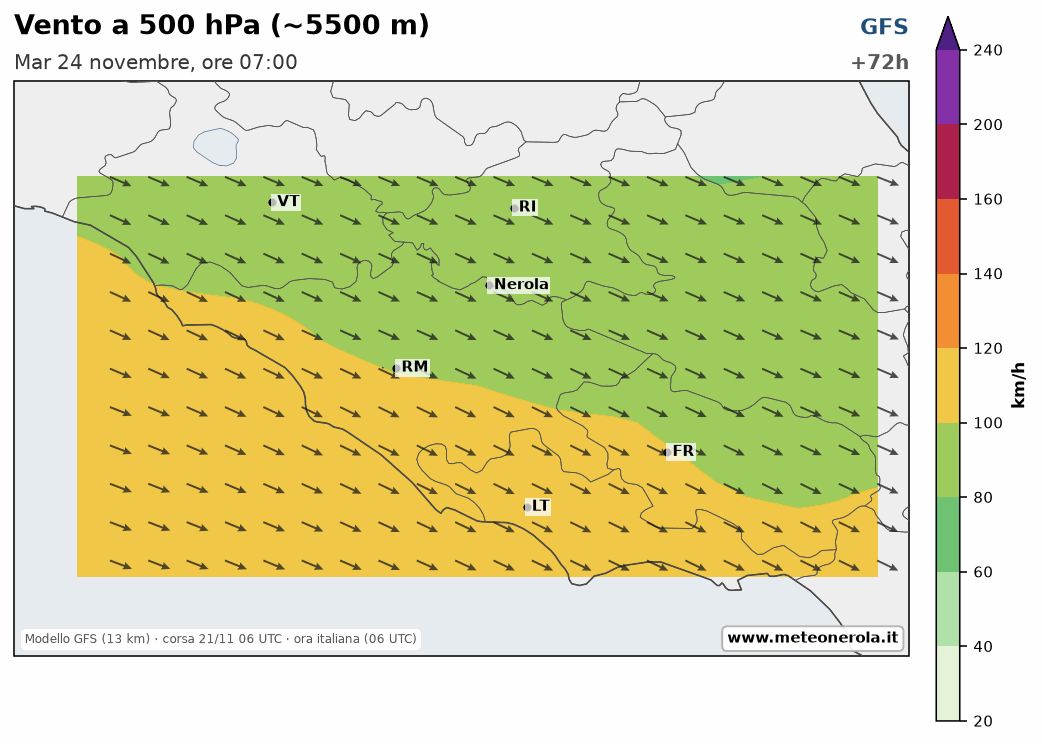 Vento a 500 hPa (~5500 m)
GFS
Mar 24 novembre, ore 07:00
+72h
VT
RI
Nerola
RM
FR
LT
240
200
160
140
120
100
80
60
40
20
km/h
Modello GFS (13 km) · corsa 21/11 06 UTC · ora italiana (06 UTC)
www.meteonerola.it